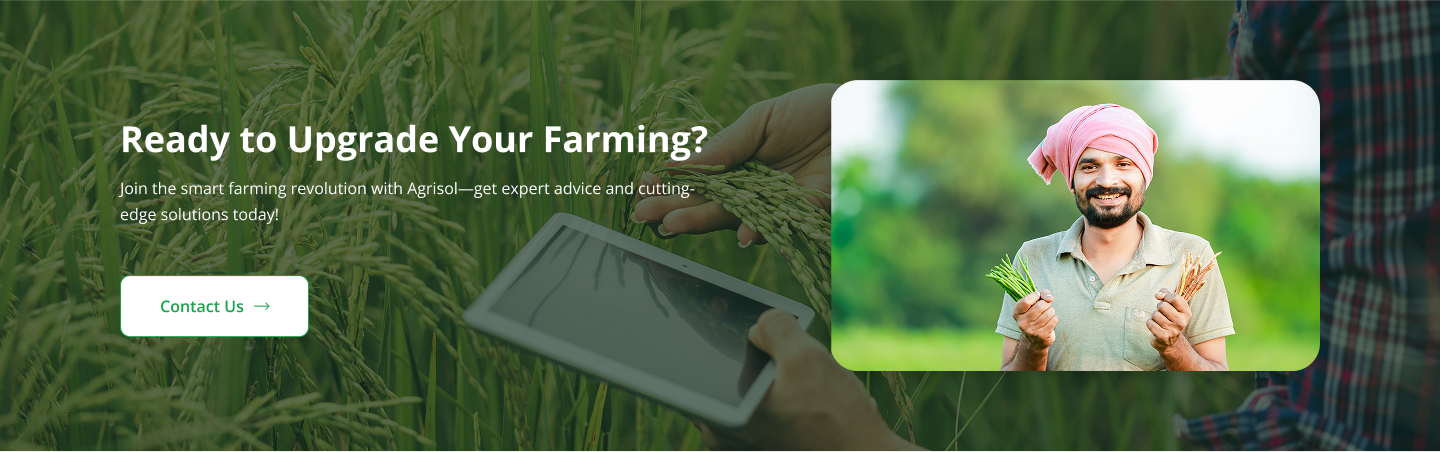 Ready to Upgrade Your Farming?
Join the smart farming revolution with Agrisol—get expert advice and cutting-
edge solutions today!
Contact Us